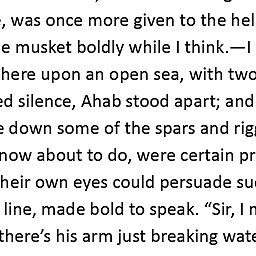 , was once more given to the hel
e musket boldly while I think.—I
here upon an open sea, with two
ed silence, Ahab stood apart; and
e down some of the spars and rig
now about to do, were certain pr
heir own eyes could persuade su
line, made bold to speak. “Sir, I
there’s his arm just breaking wate